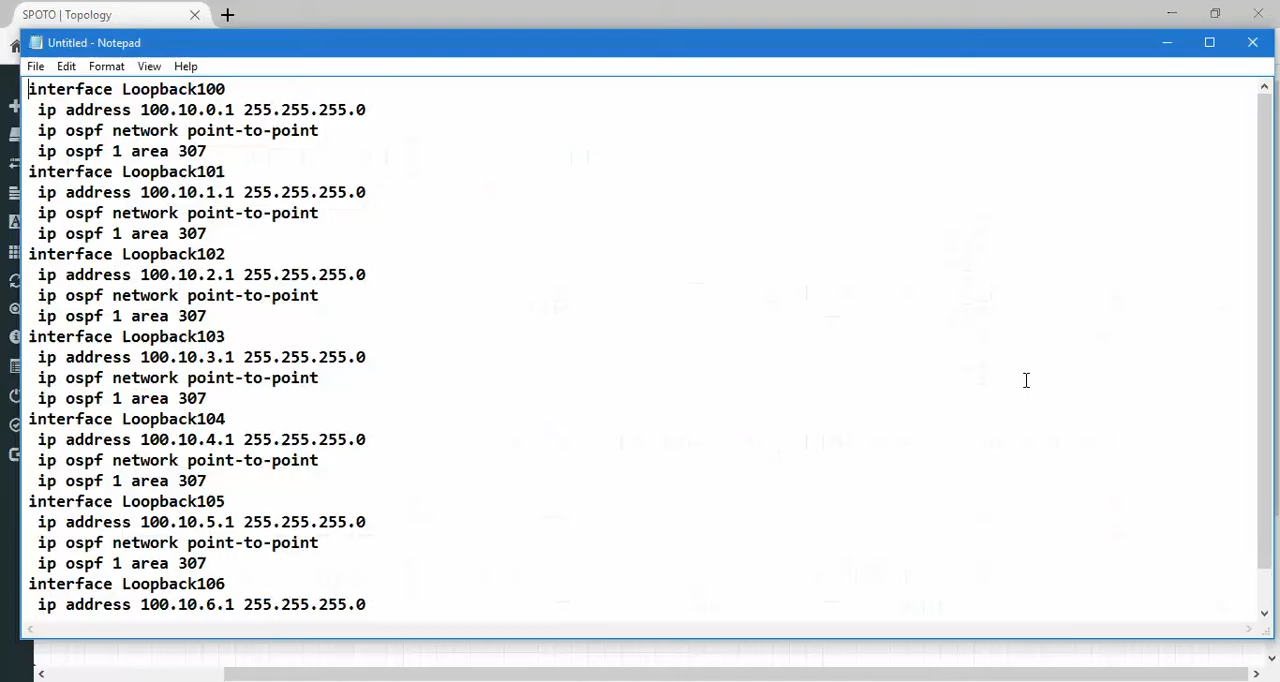 SPOTO | Topology
Untitled - Notepad
File Edit Format View Help
interface Loopback100
ip address 100.10.0.1 255.255.255.0
ip ospf network point-to-point
ip ospf 1 area 307
interface Loopback101
ip address 100.10.1.1 255.255.255.0
ip ospf network point-to-point
ip ospf 1 area 307
interface Loopback102
ip address 100.10.2.1 255.255.255.0
ip ospf network point-to-point
ip ospf 1 area 307
interface Loopback103
ip address 100.10.3.1 255.255.255.0
ip ospf network point-to-point
ip ospf 1 area 307
interface Loopback104
ip address 100.10.4.1 255.255.255.0
ip ospf network point-to-point
ip ospf 1 area 307
interface Loopback105
ip address 100.10.5.1 255.255.255.0
ip ospf network point-to-point
ip ospf 1 area 307
interface Loopback106
ip address 100.10.6.1 255.255.255.0